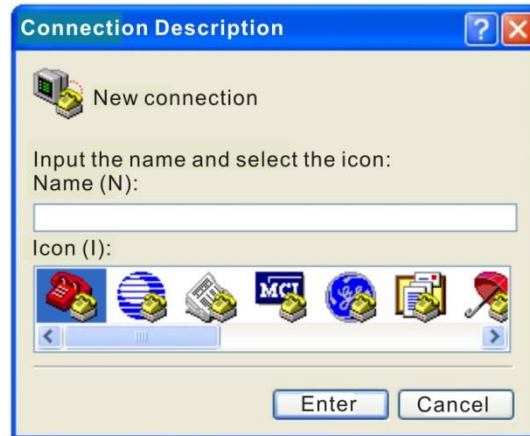 Connection Description
?
New connection
Input the name and select the icon:
Name (N):
Icon (I):
MCI
Enter
Cancel